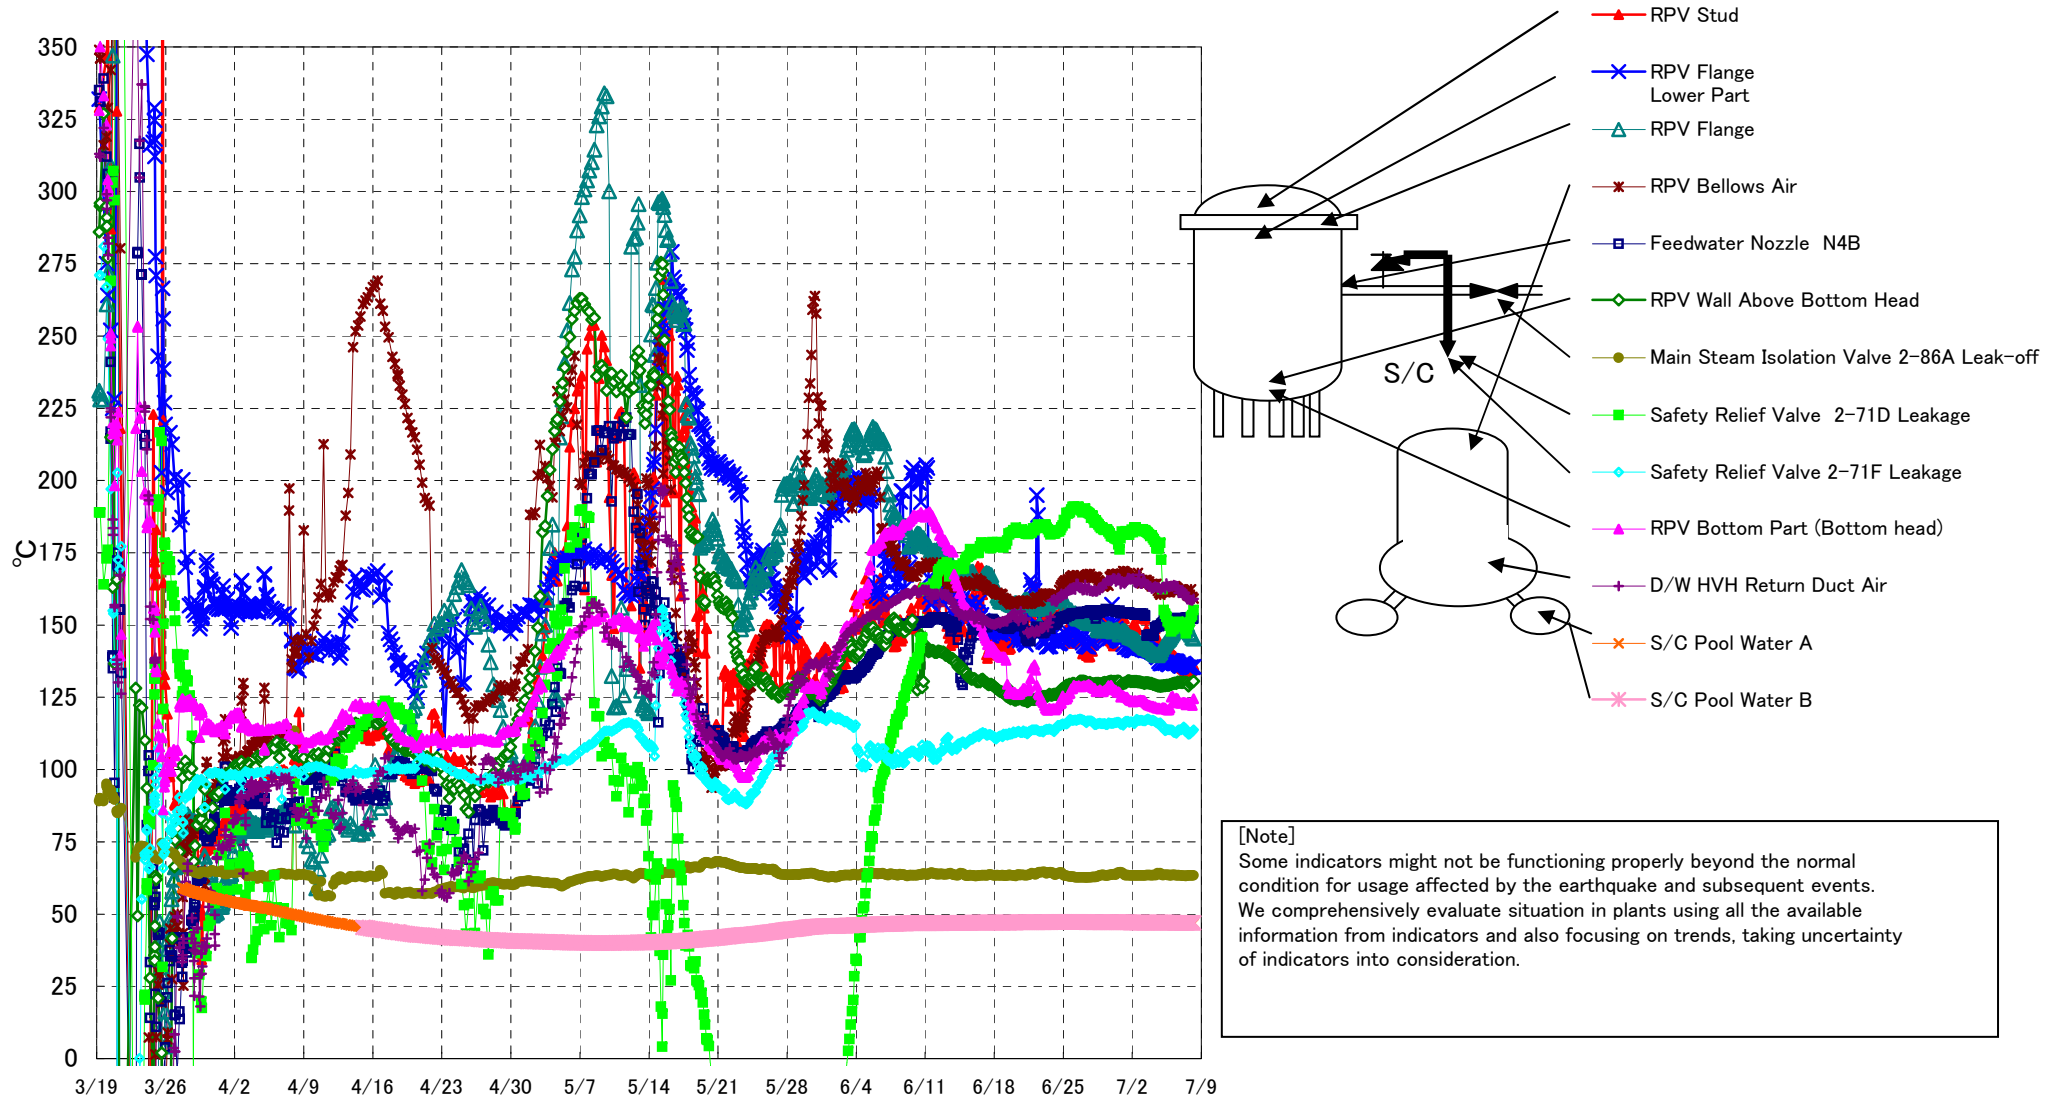 350
325
300
275
250
225
200
175
150
125
100
75
50
25
0
℃
3/19 3/26 4/2 4/9 4/16 4/23 4/30 5/7 5/14 5/21 5/28 6/4 6/11 6/18 6/25 7/2 7/9
RPV Stud
RPV Flange
Lower Part
RPV Flange
RPV Bellows Air
Feedwater Nozzle N4B
RPV Wall Above Bottom Head
Main Steam Isolation Valve 2-86A Leak-off
Safety Relief Valve 2-71D Leakage
Safety Relief Valve 2-71F Leakage
RPV Bottom Part (Bottom head)
D/W HVH Return Duct Air
S/C Pool Water A
S/C Pool Water B
S/C
[Note]
Some indicators might not be functioning properly beyond the normal
condition for usage affected by the earthquake and subsequent events.
We comprehensively evaluate situation in plants using all the available
information from indicators and also focusing on trends, taking uncertainty
of indicators into consideration.